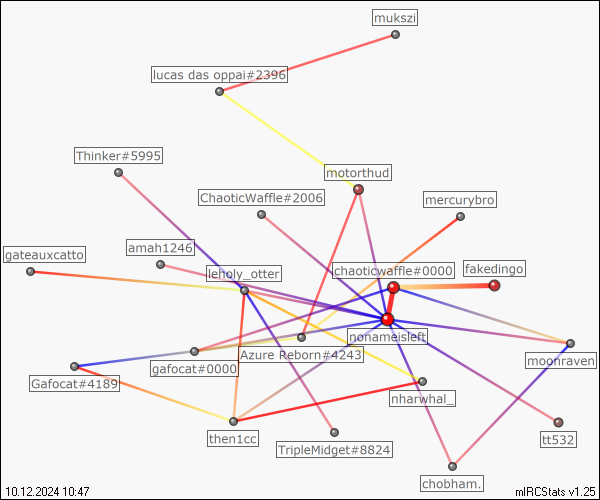 mukszi
lucas das oppai#2396
Thinker#5995
motorthud
ChaoticWaffle#2006
mercurybro
gateauxcatto
amah1246
leholy_otter
chaoticwaffle#0000
fakedingo
nonameisleft
Azure Reborn#4243
gafocat#0000
moonraven
Gafocat#4189
nharwhal_
then1cc
TripleMidget#8824
tt532
chobham.
10.12.2024 10:47
mIRCStats v1.25